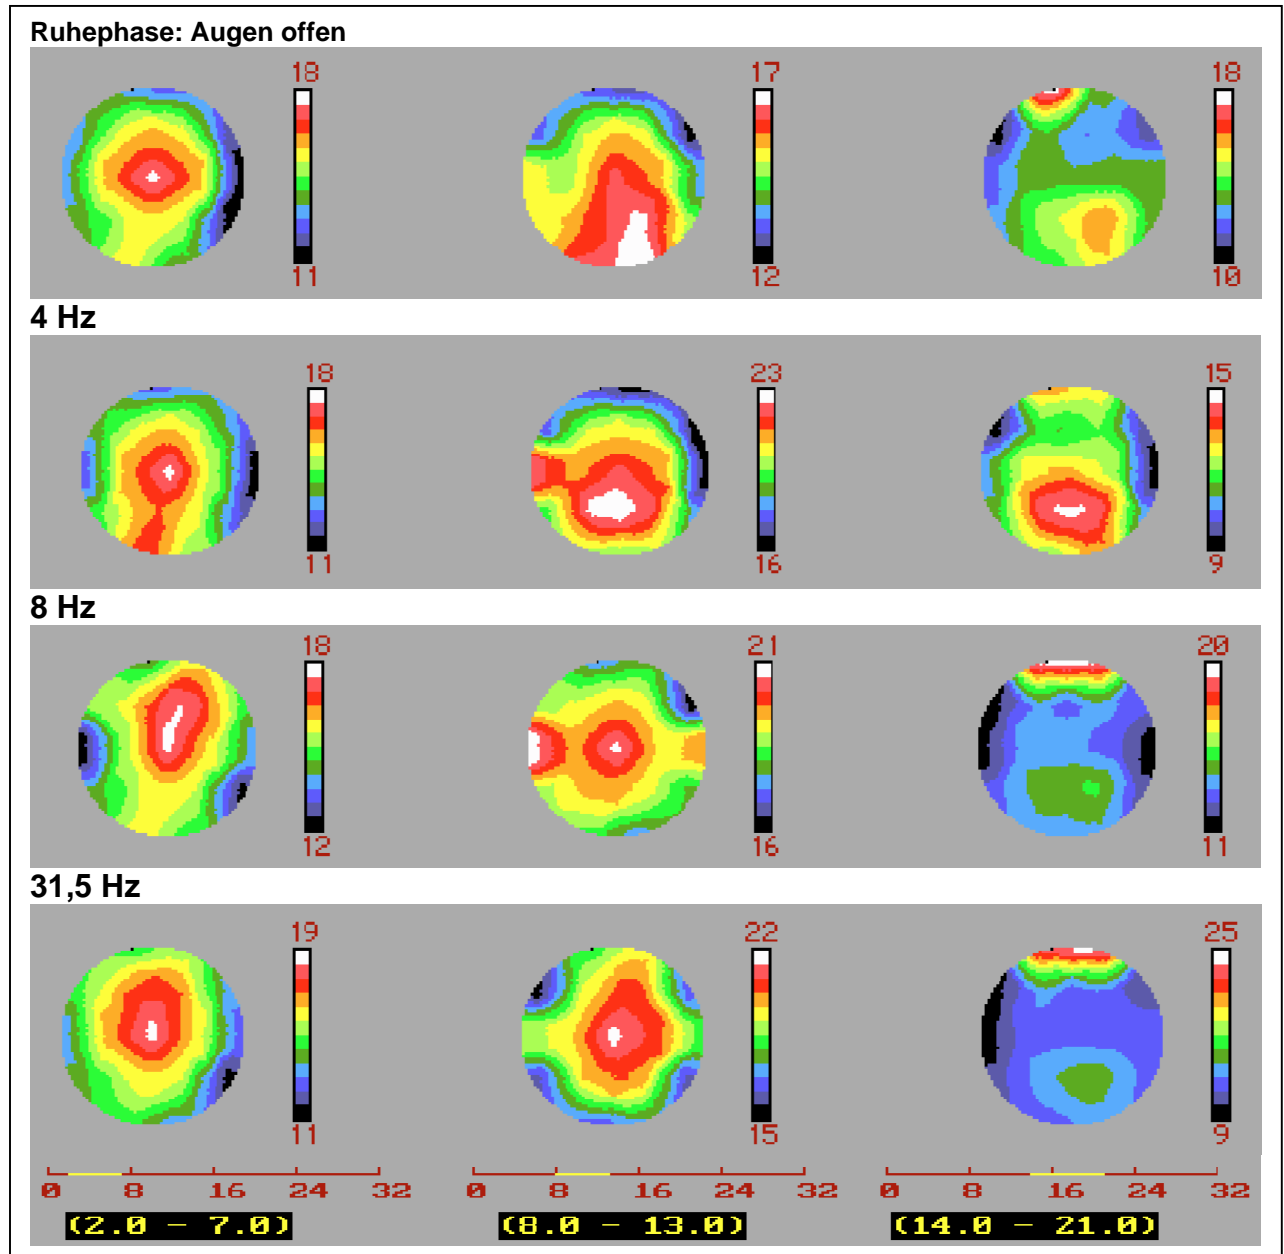 Ruhephase: Augen offen
18 17 18
11 12 10
4 Hz
18 23 15
11 16 9
8 Hz
18 21 20
12 16 11
31,5 Hz
19 22 25
11 15 9
0 8 16 24 32 0 8 16 24 32 0 8 16 24 32
(2.0 - 7.0) (8.0 - 13.0) (14.0 - 21.0)